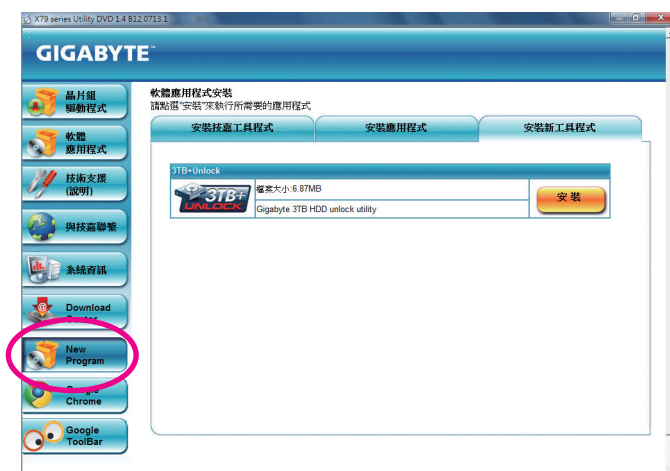 X79 series Utility DVD 1.4 B12.0713.1
GIGABYTE™
晶片組
驅動程式
軟體
應用程式
技術支援
(說明)
與技嘉聯繫
系統資訊
Download
New
Program
Google
Chrome
Google
ToolBar
軟體應用程式安裝
請點選"安裝"來執行所需要的應用程式
安裝技嘉工具程式
安裝應用程式
安裝新工具程式
3TB+Unlock
3TB+
UNLOCK
檔案大小:6.87MB
Gigabyte 3TB HDD unlock utility
安裝